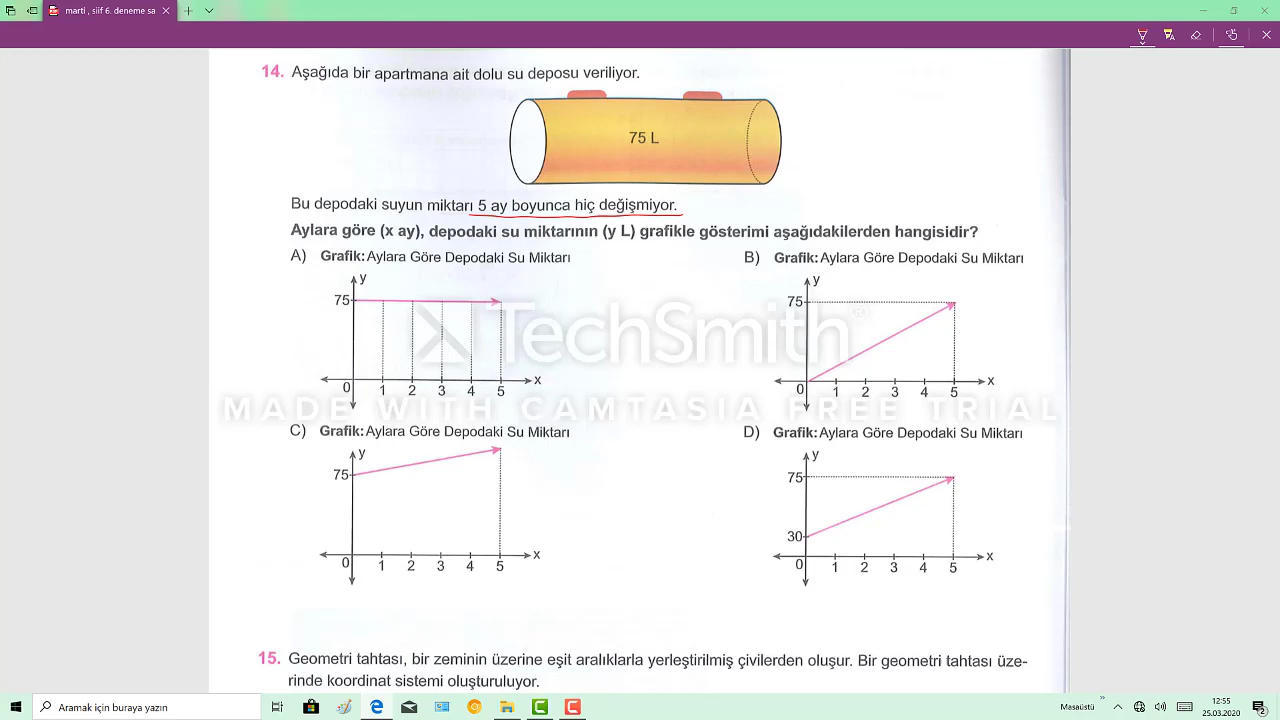 marti , siif 6. deneme sa
14. Aşağıda bir apartmana ait dolu su deposu veriliyor.
75 L
Bu depodaki suyun miktarı 5 ay boyunca hiç değişmiyor.
Aylara göre (x ay), depodaki su miktarının (y L) grafikle gösterimi aşağıdakilerden hangisidir?
A) Grafik: Aylara Göre Depodaki Su Miktarı
y
75
0 1 2 3 4 5 x
B) Grafik: Aylara Göre Depodaki Su Miktarı
y
75
0 1 2 3 4 5 x
TechSmith®
MADE WITH CAMTASIA FREE TRIAL
C) Grafik: Aylara Göre Depodaki Su Miktarı
y
75
0 1 2 3 4 5 x
D) Grafik: Aylara Göre Depodaki Su Miktarı
y
75
30
0 1 2 3 4 5 x
15. Geometri tahtası, bir zeminin üzerine eşit aralıklarla yerleştirilmiş çivilerden oluşur. Bir geometri tahtası üze-
rinde koordinat sistemi oluşturuluyor.
Aramak için buraya yazın
Masaüstü
12:55
25.03.2020
2